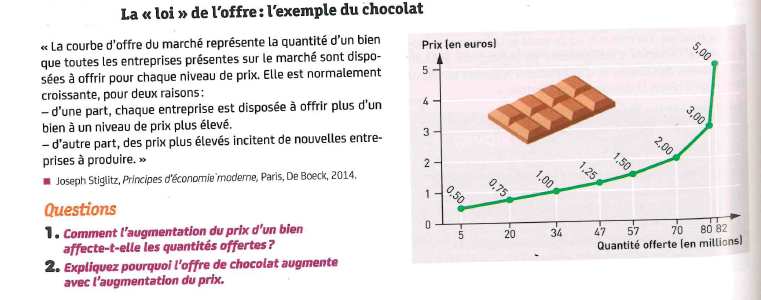 La « loi » de l'offre : l'exemple du chocolat
« La courbe d'offre du marché représente la quantité d'un bien
que toutes les entreprises présentes sur le marché sont dispo-
sées à offrir pour chaque niveau de prix. Elle est normalement
croissante, pour deux raisons :
– d'une part, chaque entreprise est disposée à offrir plus d'un
bien à un niveau de prix plus élevé.
– d'autre part, des prix plus élevés incitent de nouvelles entre-
prises à produire. »
Joseph Stiglitz, Principes d'économie moderne, Paris, De Boeck, 2014.
Questions
1. Comment l'augmentation du prix d'un bien
affecte-t-elle les quantités offertes ?
2. Expliquez pourquoi l'offre de chocolat augmente
avec l'augmentation du prix.
Prix (en euros)
5
4
3
2
1
0
0,50
0,75
1,00
1,25
1,50
2,00
3,00
5,00
5 20 34 47 57 70 80 82
Quantité offerte (en millions)